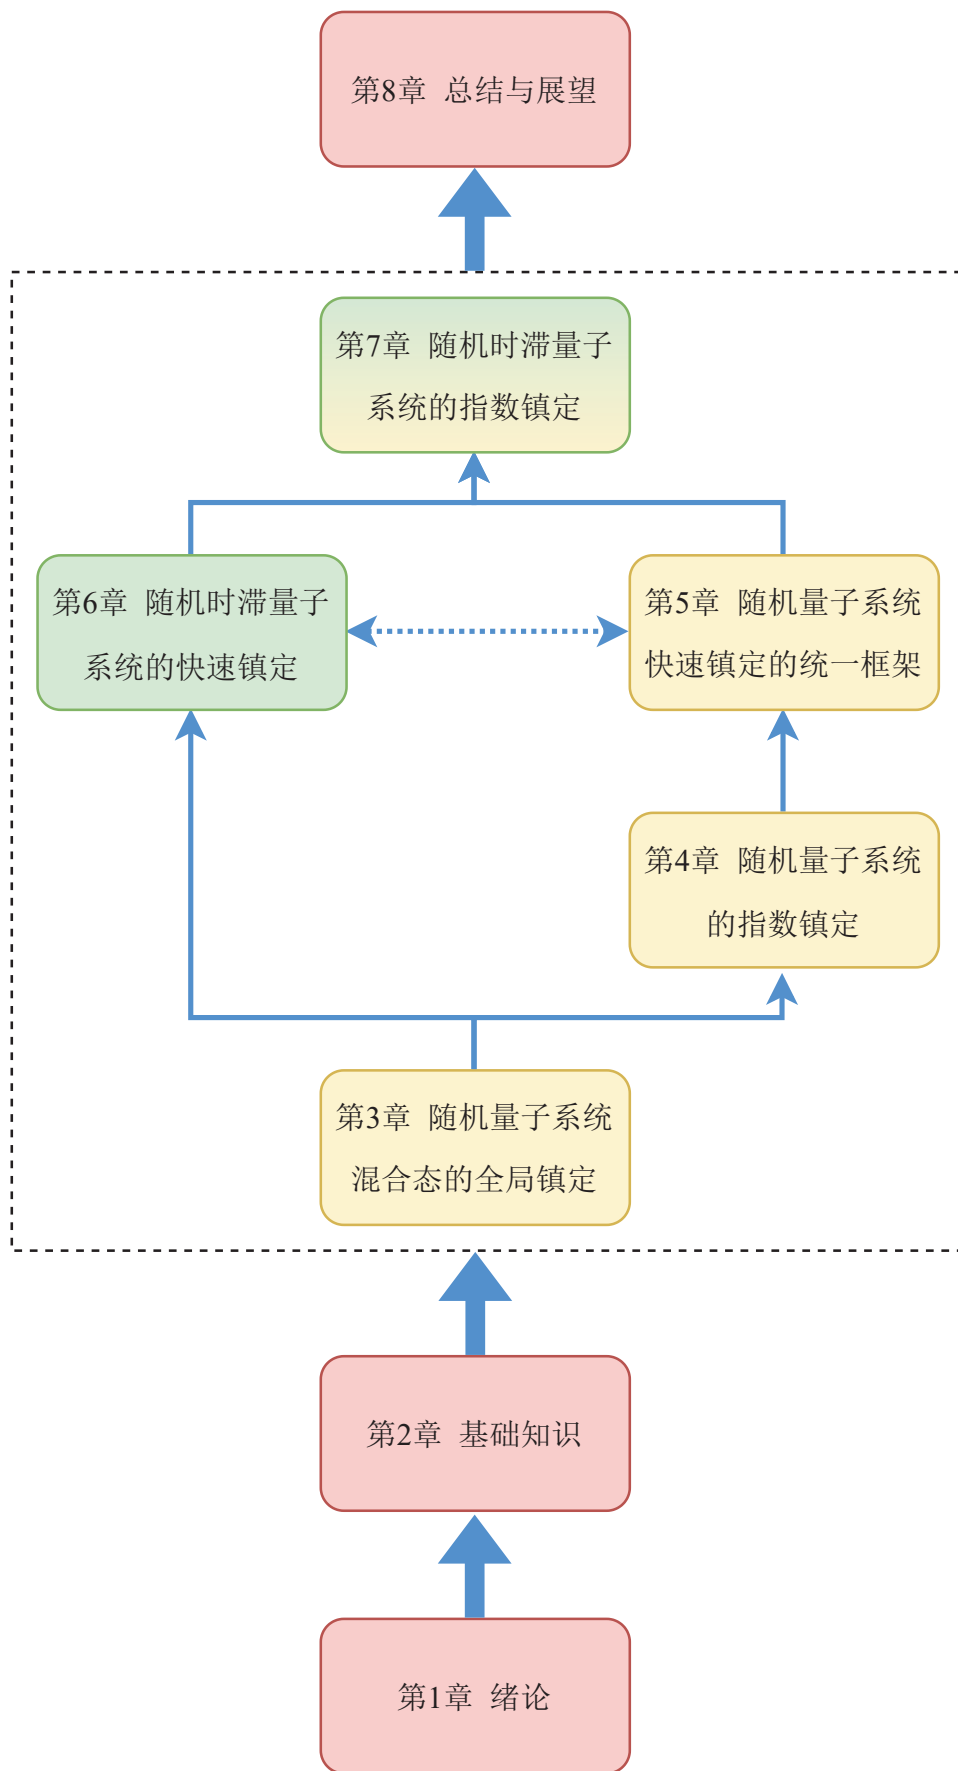 第8章 总结与展望
第7章 随机时滞量子
系统的指数镇定
第6章 随机时滞量子
系统的快速镇定
第5章 随机量子系统
快速镇定的统一框架
第4章 随机量子系统
的指数镇定
第3章 随机量子系统
混合态的全局镇定
第2章 基础知识
第1章 绪论